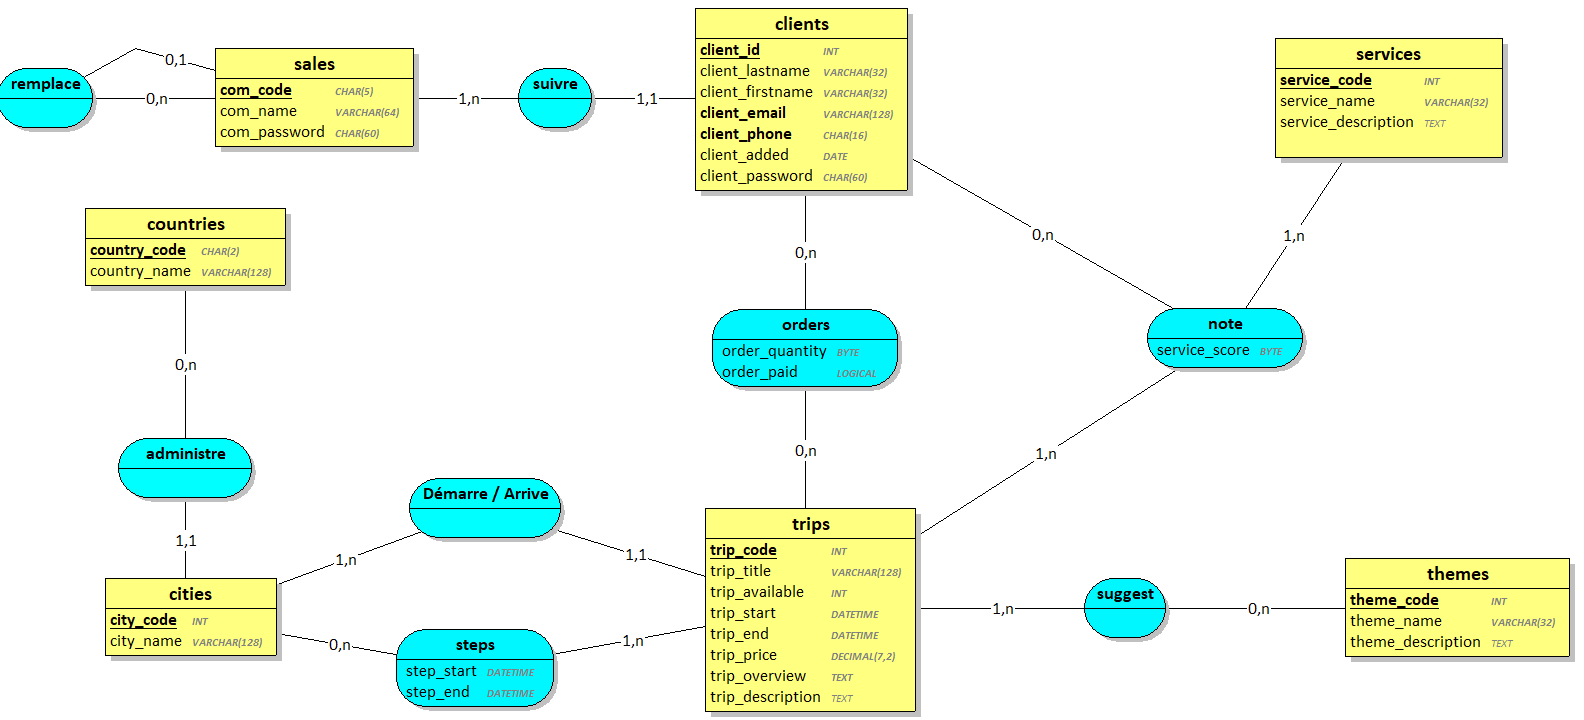 clients
client_id INT
client_lastname VARCHAR(32)
client_firstname VARCHAR(32)
client_email VARCHAR(128)
client_phone CHAR(16)
client_added DATE
client_password CHAR(60)
services
service_code INT
service_name VARCHAR(32)
service_description TEXT
sales
com_code CHAR(5)
com_name VARCHAR(64)
com_password CHAR(60)
remplace
0,1
0,n
1,n
suivre
1,1
countries
country_code CHAR(2)
country_name VARCHAR(128)
0,n
0,n
1,n
orders
order_quantity BYTE
order_paid LOGICAL
note
service_score BYTE
0,n
administre
0,n
1,n
1,1
Démarre / Arrive
1,n
1,1
trips
trip_code INT
trip_title VARCHAR(128)
trip_available INT
trip_start DATETIME
trip_end DATETIME
trip_price DECIMAL(7,2)
trip_overview TEXT
trip_description TEXT
cities
city_code INT
city_name VARCHAR(128)
0,n
steps
step_start DATETIME
step_end DATETIME
1,n
1,n
suggest
0,n
themes
theme_code INT
theme_name VARCHAR(32)
theme_description TEXT